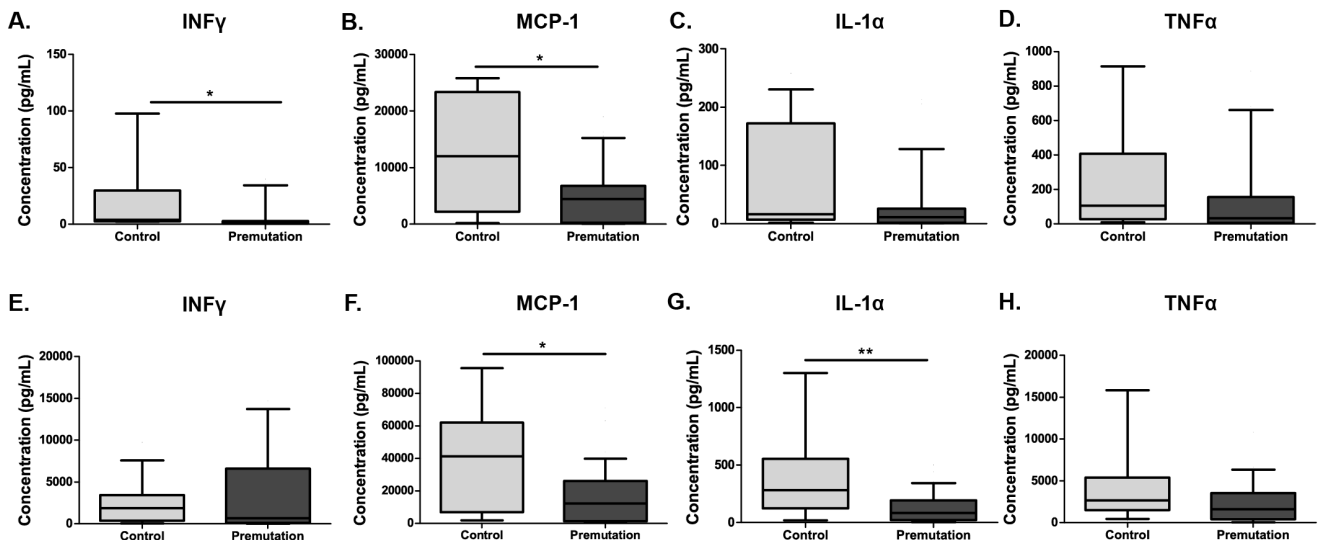 A. INFγ
Concentration (pg/mL)
150
100
50
0
*
Control Premutation
B. MCP-1
Concentration (pg/mL)
30000
20000
10000
0
*
Control Premutation
C. IL-1α
Concentration (pg/mL)
300
200
100
0
Control Premutation
D. TNFα
Concentration (pg/mL)
1000
800
600
400
200
0
Control Premutation
E. INFγ
Concentration (pg/mL)
20000
15000
10000
5000
0
Control Premutation
F. MCP-1
Concentration (pg/mL)
100000
80000
60000
40000
20000
0
*
Control Premutation
G. IL-1α
Concentration (pg/mL)
1500
1000
500
0
**
Control Premutation
H. TNFα
Concentration (pg/mL)
20000
15000
10000
5000
0
Control Premutation